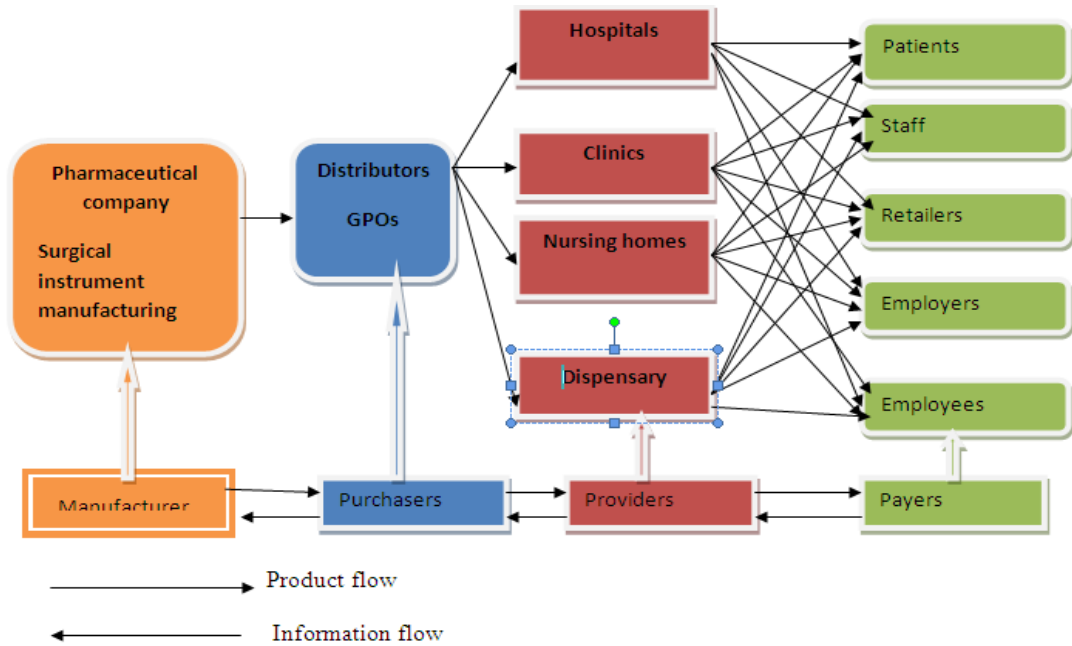 Pharmaceutical
company
Surgical
instrument
manufacturing
Distributors
GPOs
Hospitals
Clinics
Nursing homes
Dispensary
Patients
Staff
Retailers
Employers
Employees
Manufacturer
Purchasers
Providers
Payers
Product flow
Information flow